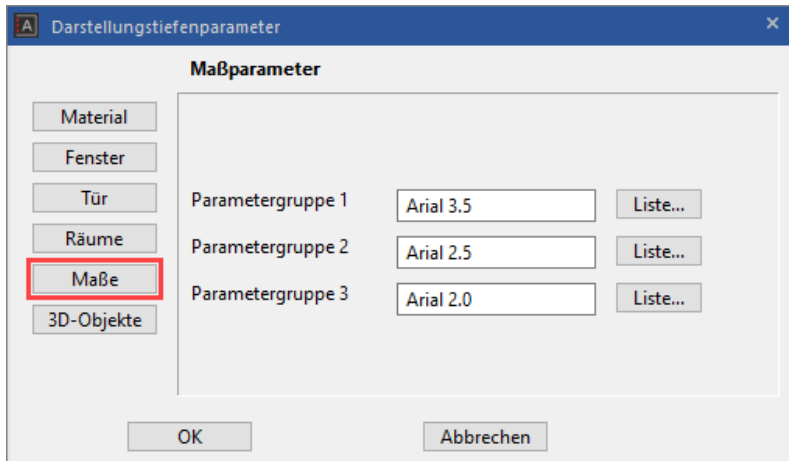 A Darstellungstiefenparameter
Maßparameter
Material
Fenster
Tür
Räume
Maße
3D-Objekte
Parametergruppe 1 Arial 3.5 Liste...
Parametergruppe 2 Arial 2.5 Liste...
Parametergruppe 3 Arial 2.0 Liste...
OK Abbrechen